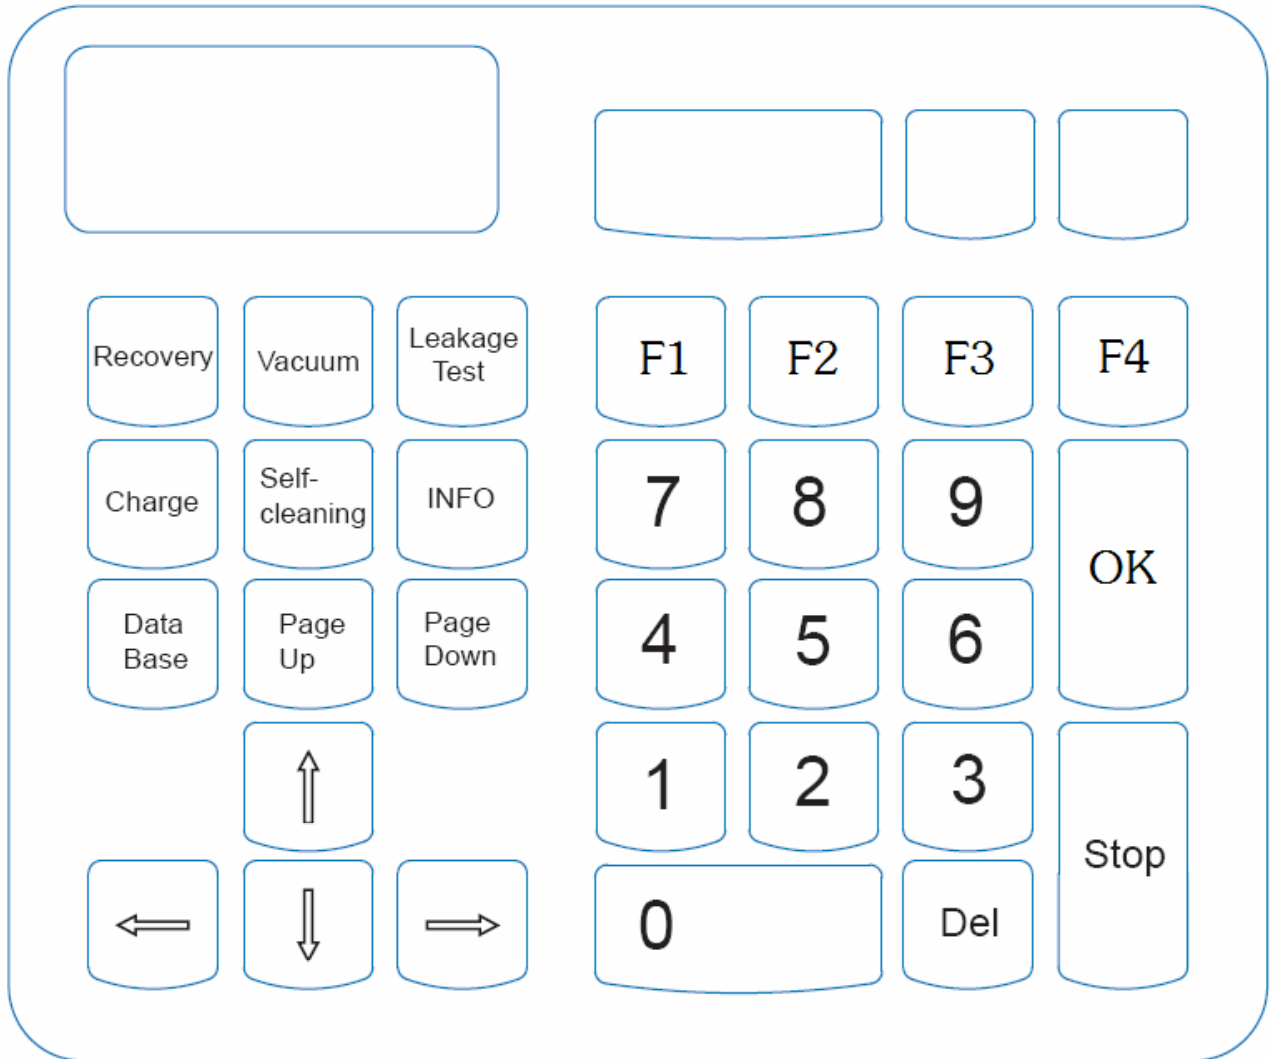 Recovery
Vacuum
Leakage
Test
F1
F2
F3
F4
Charge
Self-
cleaning
INFO
7
8
9
OK
Data
Base
Page
Up
Page
Down
4
5
6
1
2
3
Stop
0
Del